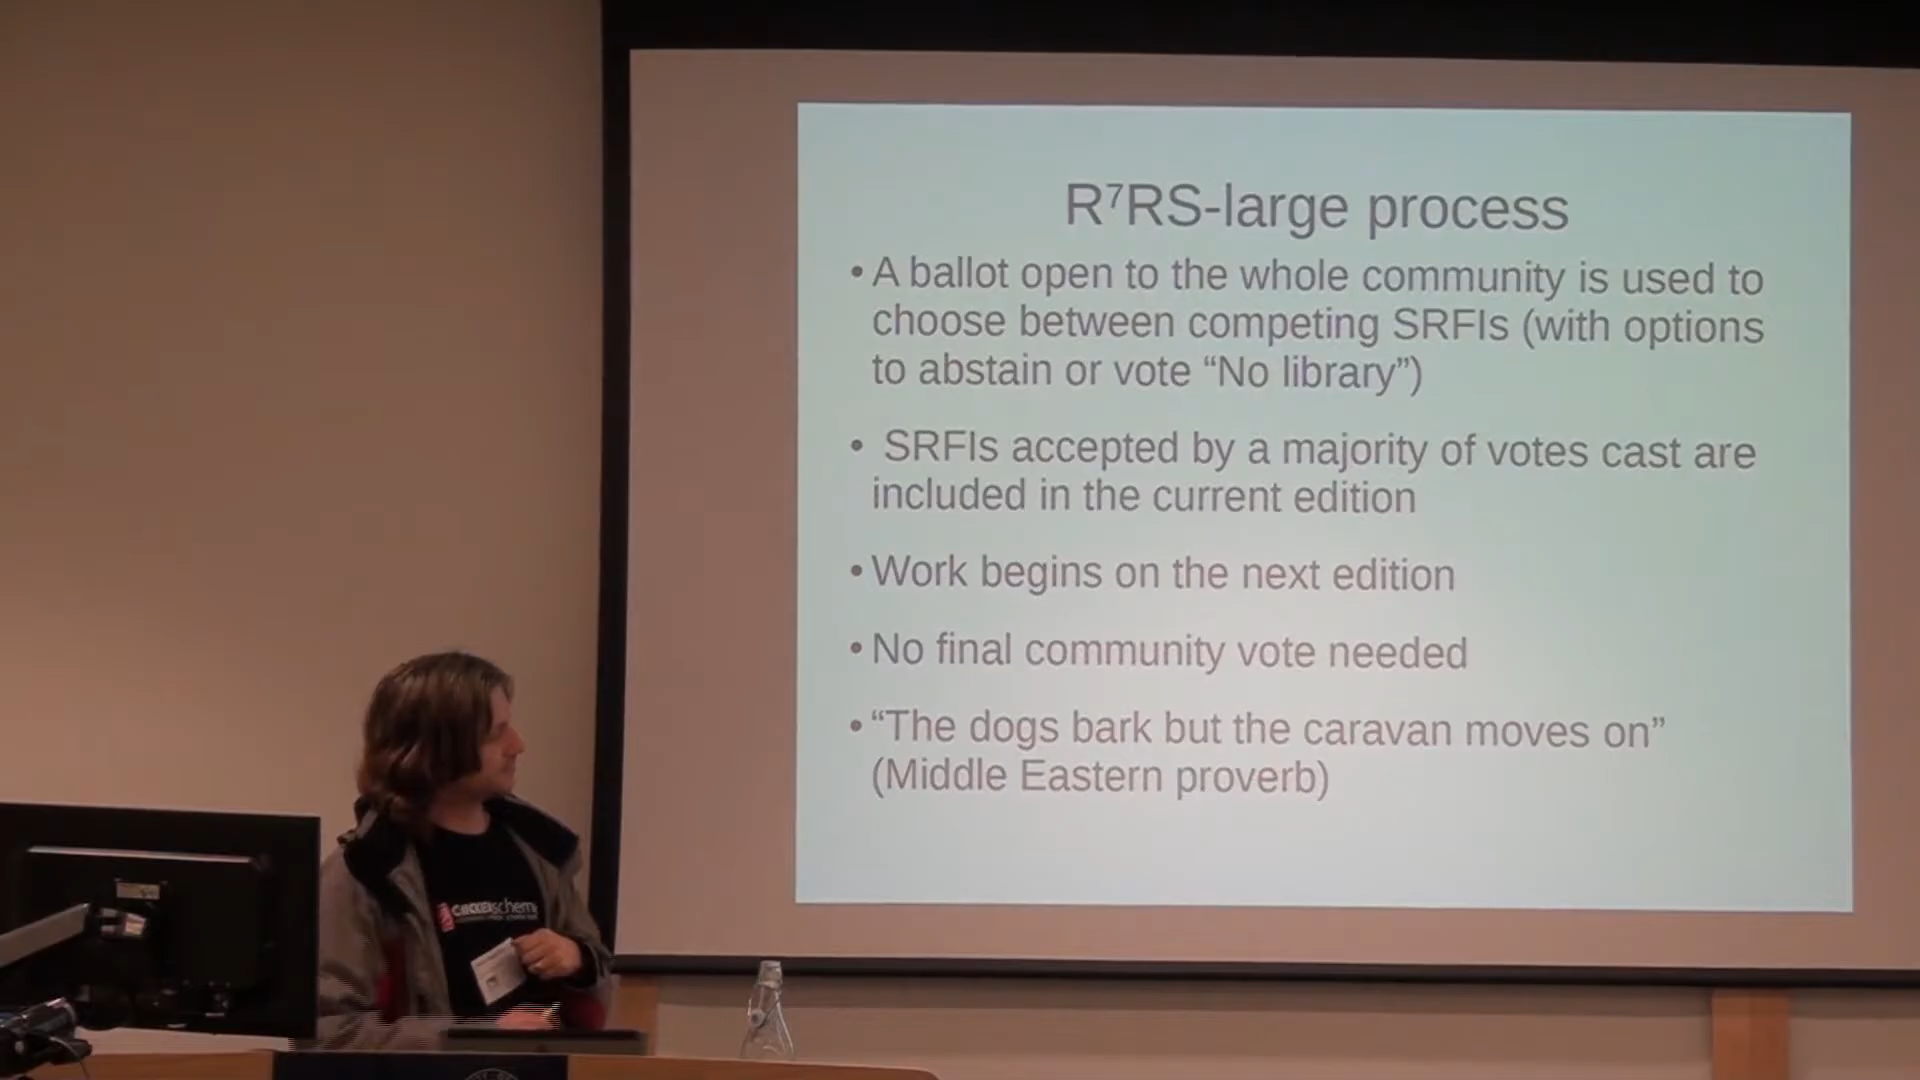 R⁷RS-large process
• A ballot open to the whole community is used to
choose between competing SRFIs (with options
to abstain or vote “No library”)
• SRFIs accepted by a majority of votes cast are
included in the current edition
• Work begins on the next edition
• No final community vote needed
• “The dogs bark but the caravan moves on”
(Middle Eastern proverb)
CHICKEN scheme